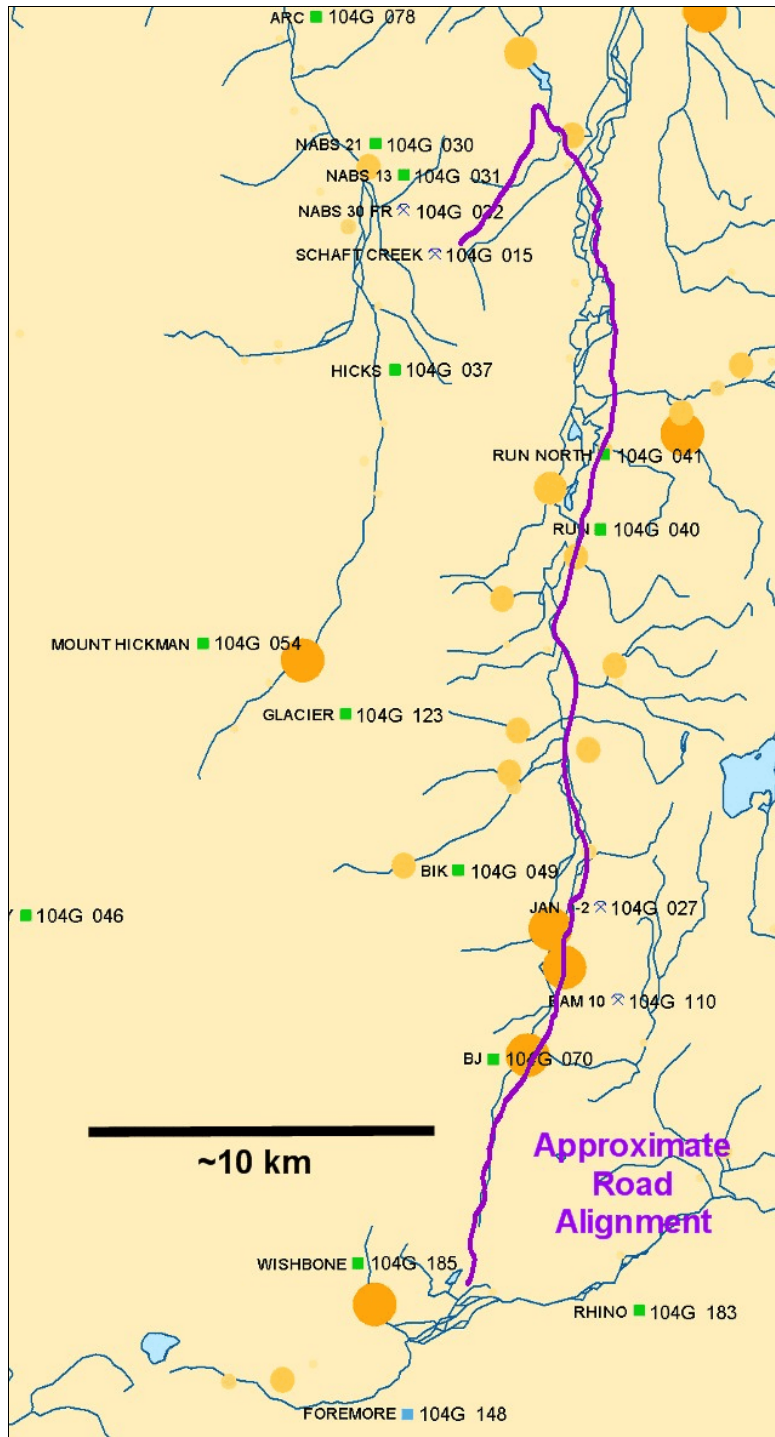 ARC 104G 078
NABS 21 104G 030
NABS 13 104G 031
NABS 30 FR 104G 022
SCHAFT CREEK 104G 015
HICKS 104G 037
RUN NORTH 104G 041
RUN 104G 040
MOUNT HICKMAN 104G 054
GLACIER 104G 123
BIK 104G 049
JAN -2 104G 027
Y 104G 046
BAM 10 104G 110
BJ 104G 070
~10 km
Approximate
Road
Alignment
WISHBONE 104G 185
RHINO 104G 183
FOREMORE 104G 148